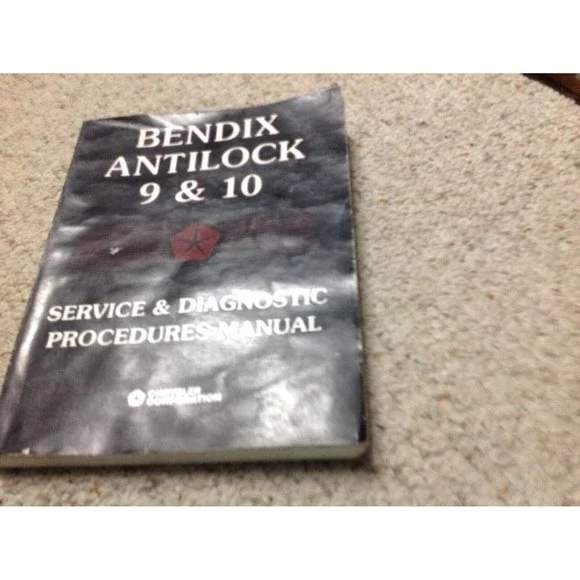 BENDIX
ANTILOCK
9 & 10
SERVICE & DIAGNOSTIC
PROCEDURES MANUAL
CHRYSLER
CORPORATION